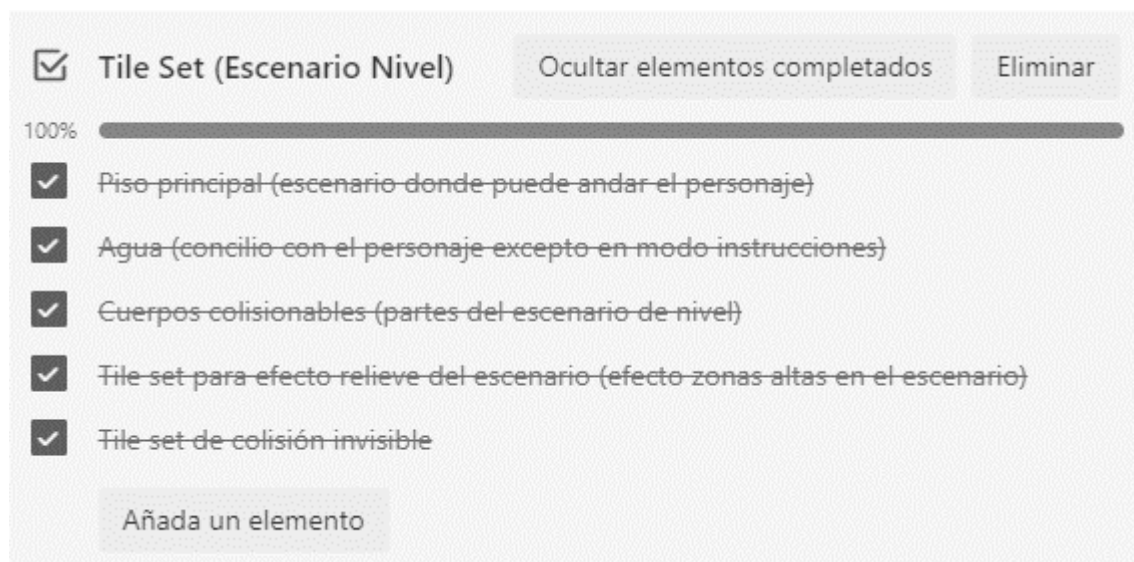 Tile Set (Escenario Nivel) Ocultar elementos completados Eliminar
100%
Piso principal (escenario donde puede andar el personaje)
Agua (concilio con el personaje excepto en modo instrucciones)
Cuerpos colisionables (partes del escenario de nivel)
Tile set para efecto relieve del escenario (efecto zonas altas en el escenario)
Tile set de colisión invisible
Añada un elemento